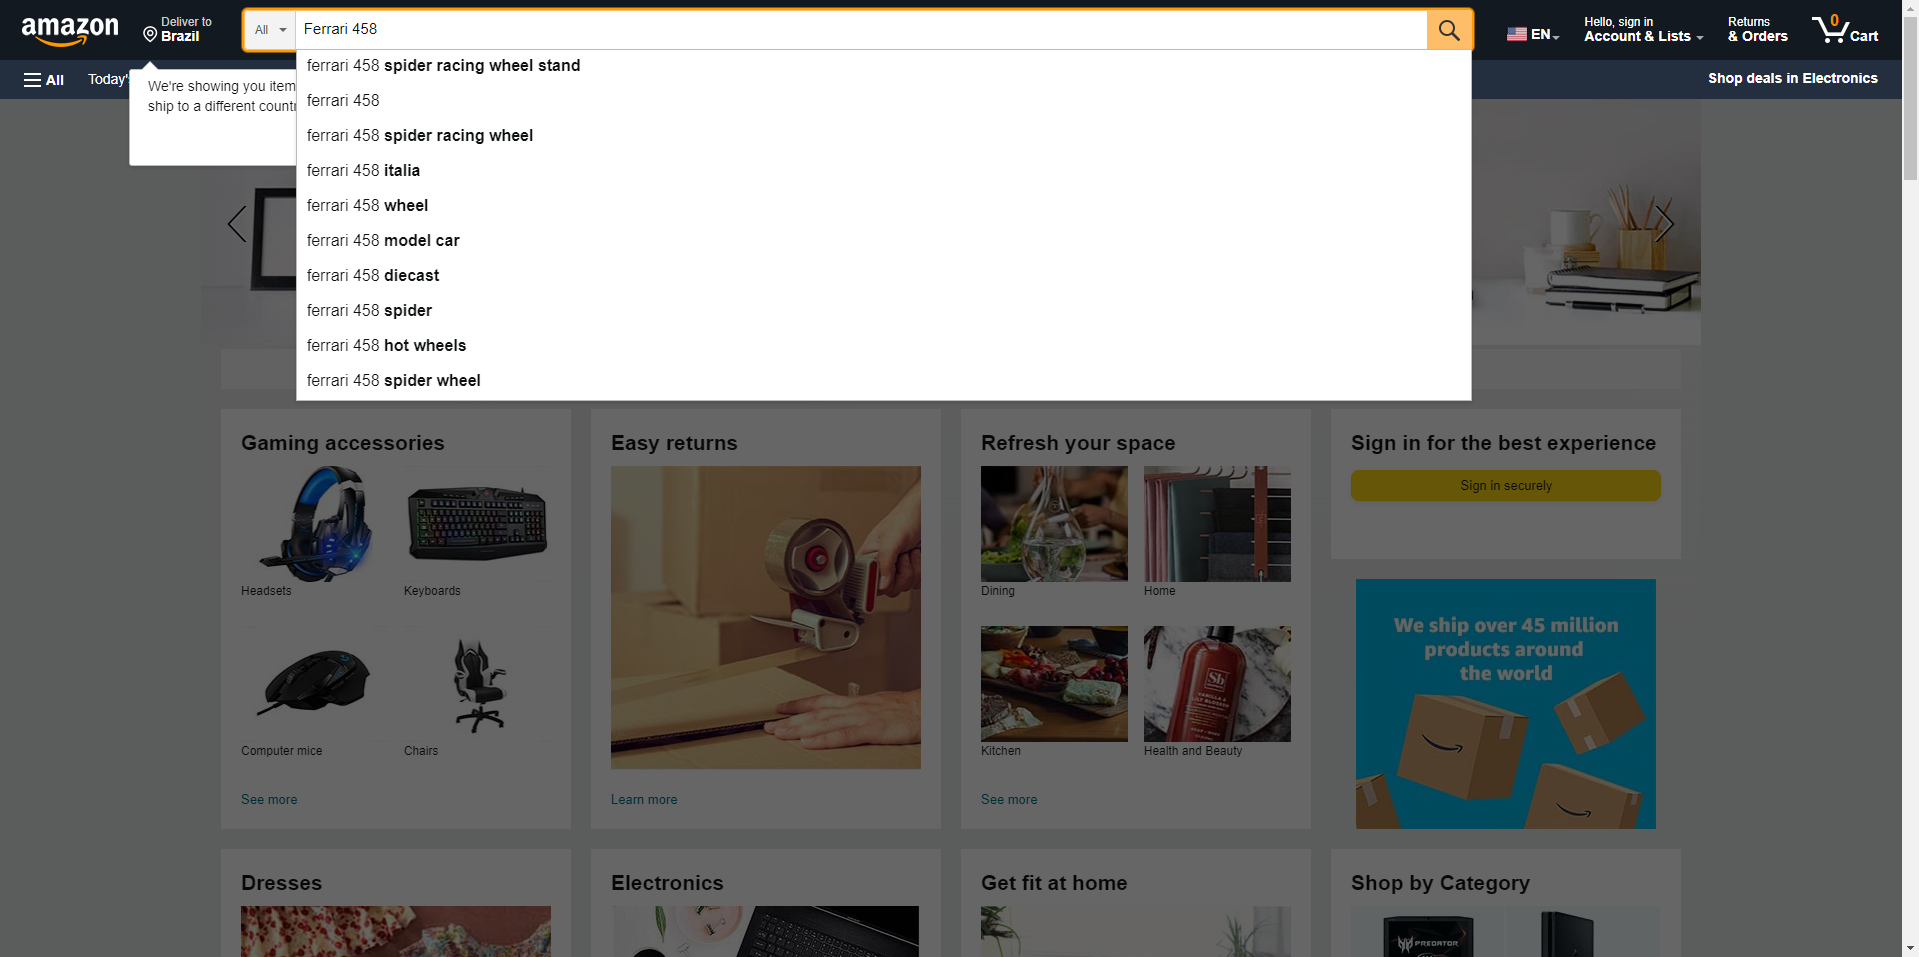 amazon
Deliver to
Brazil
All
Ferrari 458
EN
Hello, sign in
Account & Lists
Returns
& Orders
0
Cart
All
Today'
Shop deals in Electronics
We're showing you item
ship to a different countr
ferrari 458 spider racing wheel stand
ferrari 458
ferrari 458 spider racing wheel
ferrari 458 italia
ferrari 458 wheel
ferrari 458 model car
ferrari 458 diecast
ferrari 458 spider
ferrari 458 hot wheels
ferrari 458 spider wheel
Gaming accessories
Headsets
Keyboards
Computer mice
Chairs
See more
Easy returns
Learn more
Refresh your space
Dining
Home
Sb
VANILLA &
Kitchen
Health and Beauty
See more
Sign in for the best experience
Sign in securely
We ship over 45 million
products around
the world
Dresses
Electronics
Get fit at home
Shop by Category
PREDATOR